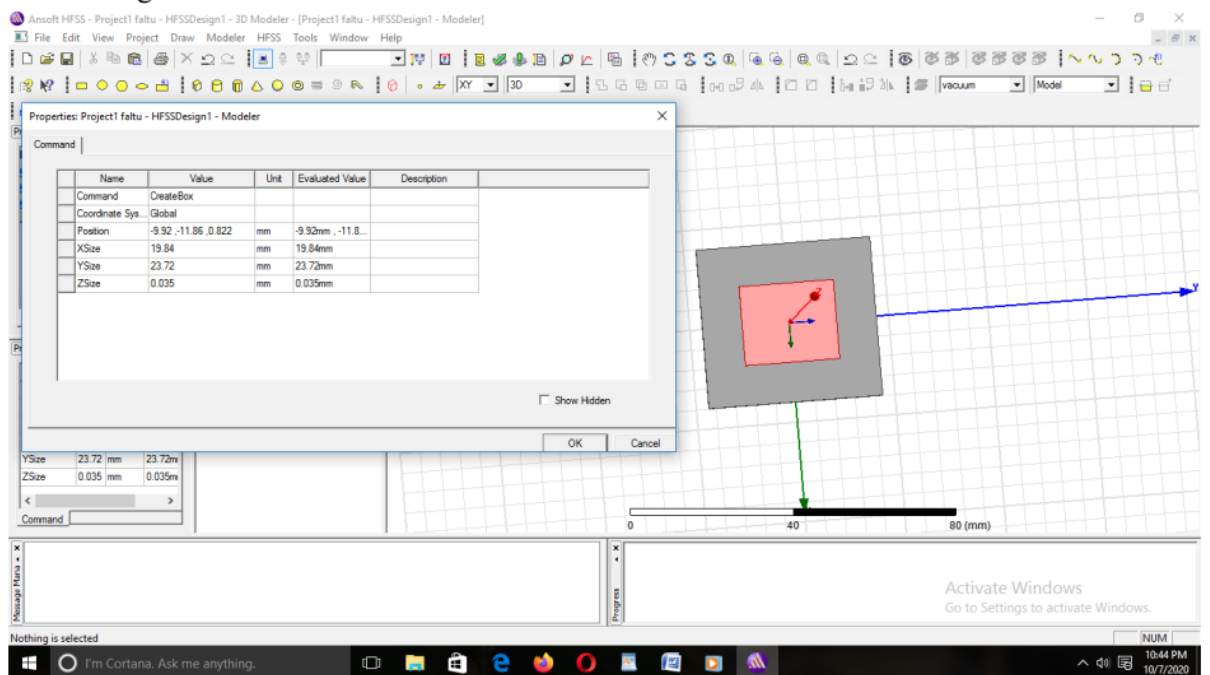 Ansoft HFSS - Project1 faltu - HFSSDesign1 - 3D Modeler - [Project1 faltu - HFSSDesign1 - Modeler]
File Edit View Project Draw Modeler HFSS Tools Window Help
XY 3D vacuum Model
Properties: Project1 faltu - HFSSDesign1 - Modeler
Command
Name Value Unit Evaluated Value Description
Command CreateBox
Coordinate Sys... Global
Position -9.92 ,-11.86 ,0.822 mm -9.92mm , -11.8...
XSize 19.84 mm 19.84mm
YSize 23.72 mm 23.72mm
ZSize 0.035 mm 0.035mm
Show Hidden
OK Cancel
YSize 23.72 mm 23.72m
ZSize 0.035 mm 0.035m
Command
Z
Y
0 40 80 (mm)
Message Mana
Progress
Activate Windows
Go to Settings to activate Windows.
Nothing is selected
NUM
I'm Cortana. Ask me anything.
10:44 PM
10/7/2020